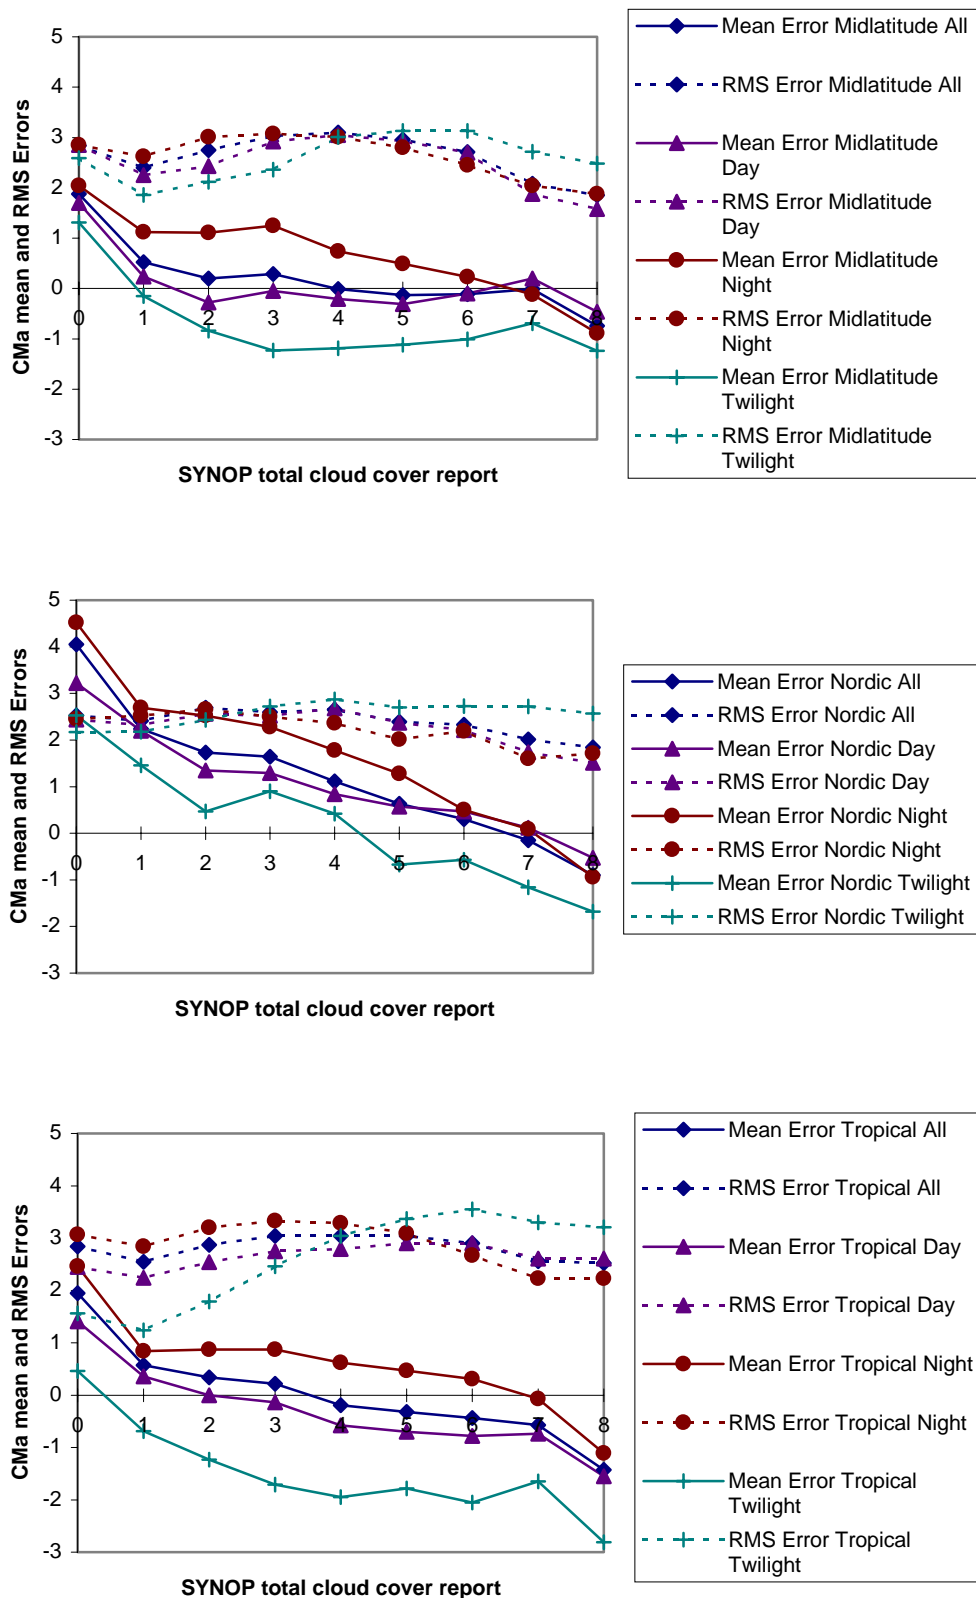 5
4
3
2
1
0
-1
-2
-3
0 1 2 3 4 5 6 7 8
CMa mean and RMS Errors
SYNOP total cloud cover report
Mean Error Midlatitude All
RMS Error Midlatitude All
Mean Error Midlatitude
Day
RMS Error Midlatitude
Day
Mean Error Midlatitude
Night
RMS Error Midlatitude
Night
Mean Error Midlatitude
Twilight
RMS Error Midlatitude
Twilight
5
4
3
2
1
0
-1
-2
-3
0 1 2 3 4 5 6 7 8
CMa mean and RMS Errors
SYNOP total cloud cover report
Mean Error Nordic All
RMS Error Nordic All
Mean Error Nordic Day
RMS Error Nordic Day
Mean Error Nordic Night
RMS Error Nordic Night
Mean Error Nordic Twilight
RMS Error Nordic Twilight
5
4
3
2
1
0
-1
-2
-3
0 1 2 3 4 5 6 7 8
CMa mean and RMS Errors
SYNOP total cloud cover report
Mean Error Tropical All
RMS Error Tropical All
Mean Error Tropical Day
RMS Error Tropical Day
Mean Error Tropical Night
RMS Error Tropical Night
Mean Error Tropical
Twilight
RMS Error Tropical
Twilight